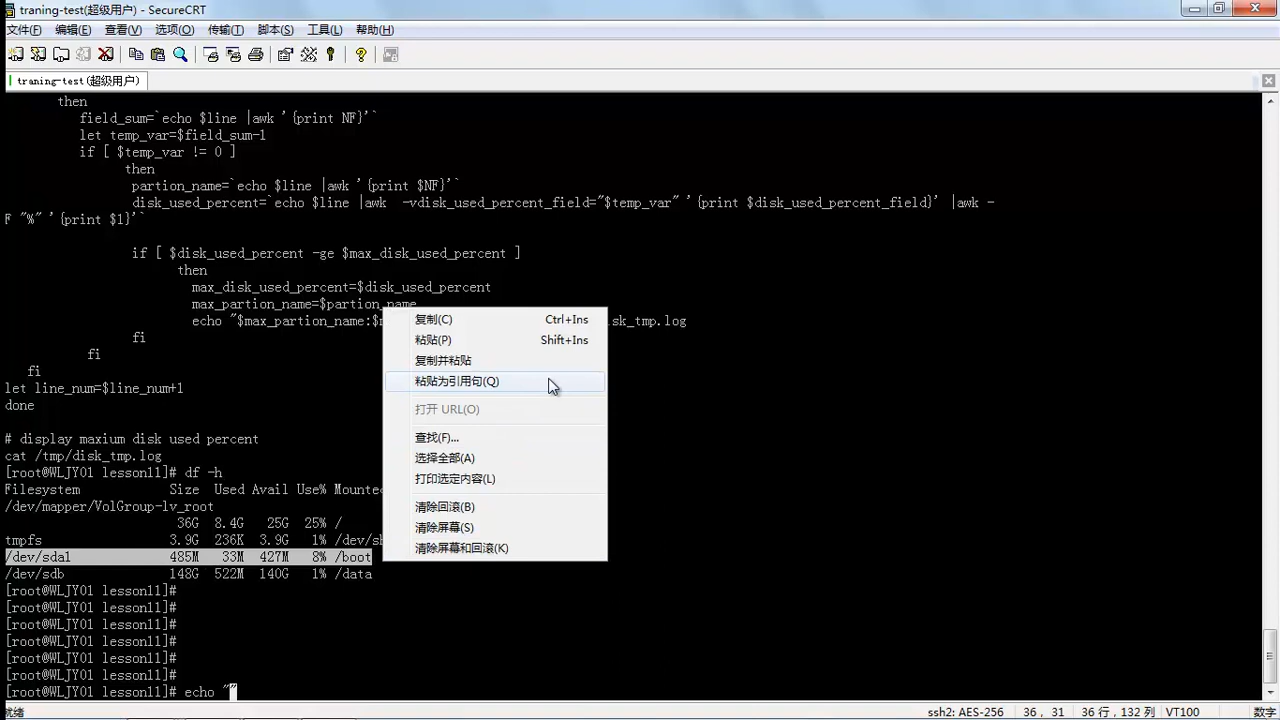 traning-test(超级用户) - SecureCRT
文件(F) 编辑(E) 查看(V) 选项(O) 传输(T) 脚本(S) 工具(L) 帮助(H)
traning-test(超级用户)
then
field_sum=`echo $line |awk '{print NF}'`
let temp_var=$field_sum-1
if [ $temp_var != 0 ]
then
partion_name=`echo $line |awk '{print $NF}'`
disk_used_percent=`echo $line |awk  -vdisk_used_percent_field="$temp_var" '{print $disk_used_percent_field}' |awk -
F "%" '{print $1}'`
if [ $disk_used_percent -ge $max_disk_used_percent ]
then
max_disk_used_percent=$disk_used_percent
max_partion_name=$partion_name
echo "$max_partion_name:$ sk_tmp.log
fi
fi
fi
let line_num=$line_num+1
done
# display maxium disk used percent
cat /tmp/disk_tmp.log
[root@WLJY01 lesson11]# df -h
Filesystem Size Used Avail Use% Mounted
/dev/mapper/VolGroup-lv_root
36G 8.4G 25G 25% /
tmpfs 3.9G 236K 3.9G 1% /dev/s
/dev/sda1 485M 33M 427M 8% /boot
/dev/sdb 148G 522M 140G 1% /data
[root@WLJY01 lesson11]#
[root@WLJY01 lesson11]#
[root@WLJY01 lesson11]#
[root@WLJY01 lesson11]#
[root@WLJY01 lesson11]#
[root@WLJY01 lesson11]#
[root@WLJY01 lesson11]# echo ""
复制(C) Ctrl+Ins
粘贴(P) Shift+Ins
复制并粘贴
粘贴为引用句(Q)
打开 URL(O)
查找(F)...
选择全部(A)
打印选定内容(L)
清除回滚(B)
清除屏幕(S)
清除屏幕和回滚(K)
就绪 ssh2: AES-256 36, 31 36 行, 132 列 VT100 数字